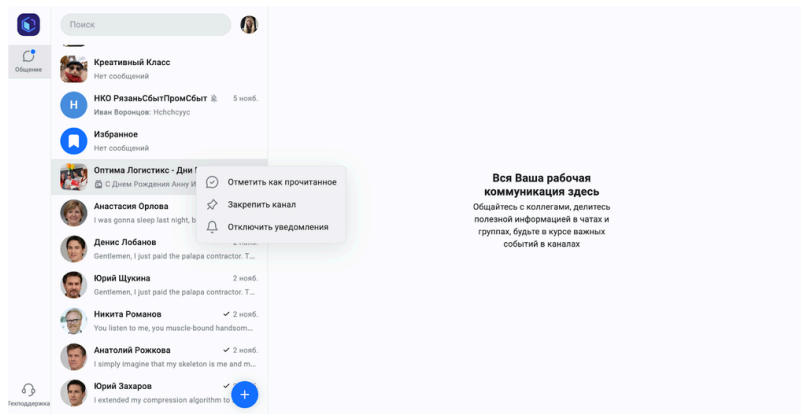 Поиск
Общение
Креативный Класс
Нет сообщений
НКО РязаньСбытПромСбыт 5 нояб.
Н
Иван Воронцов: Hchchcyyc
Избранное
Нет сообщений
Оптима Логистикс - Дни
С Днем Рождения Анну И
Отметить как прочитанное
Закрепить канал
Отключить уведомления
Анастасия Орлова
I was gonna sleep last night, b
Денис Лобанов
Gentlemen, I just paid the palapa contractor. T...
Юрий Щукина 2 нояб.
Gentlemen, I just paid the palapa contractor. T...
Никита Романов 2 нояб.
You listen to me, you muscle-bound handsom...
Анатолий Рожкова 2 нояб.
I simply imagine that my skeleton is me and m...
Юрий Захаров
I extended my compression algorithm to
Техподдержка
Вся Ваша рабочая
коммуникация здесь
Общайтесь с коллегами, делитесь
полезной информацией в чатах и
группах, будьте в курсе важных
событий в каналах